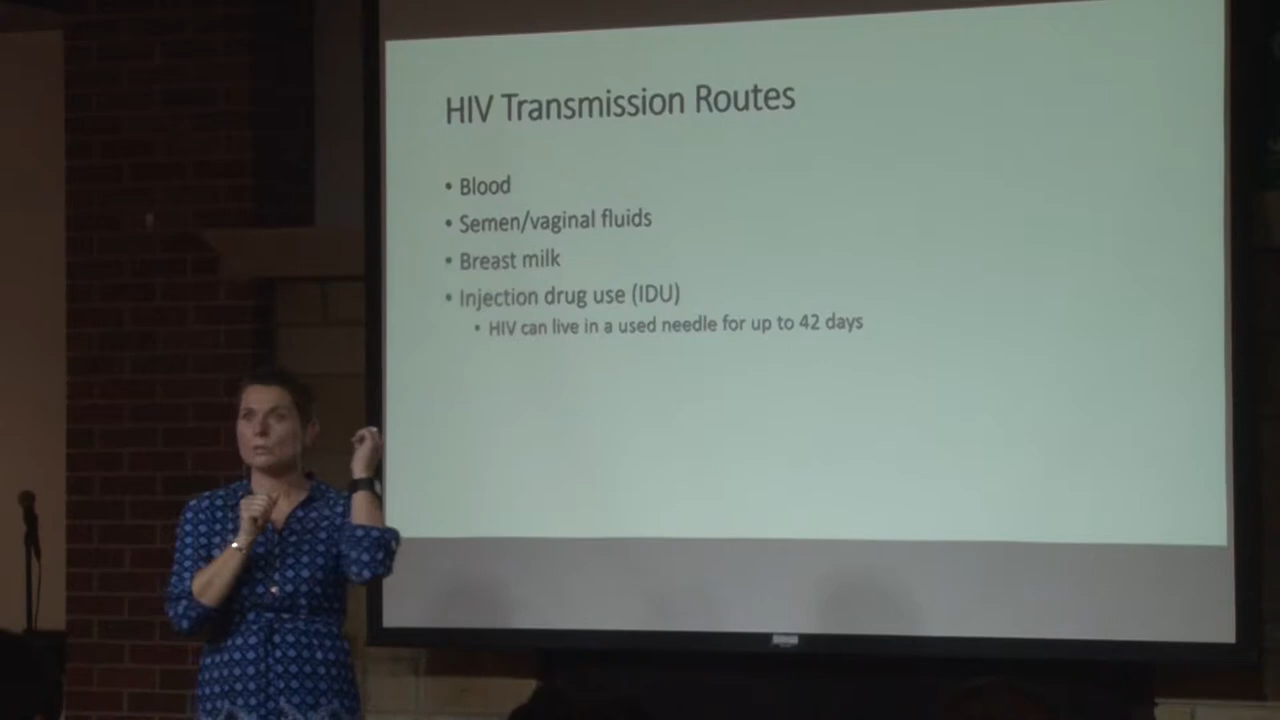 HIV Transmission Routes
• Blood
• Semen/vaginal fluids
• Breast milk
• Injection drug use (IDU)
• HIV can live in a used needle for up to 42 days